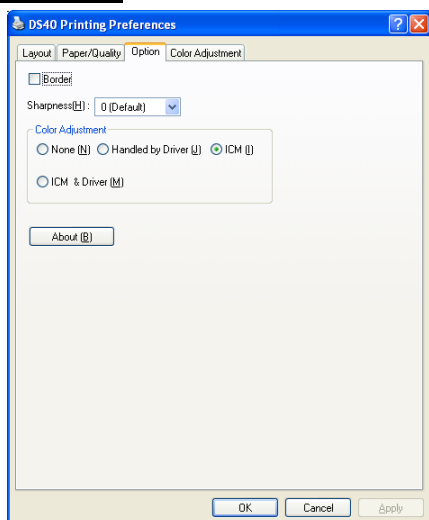 DS40 Printing Preferences
Layout Paper/Quality Option Color Adjustment
Border
Sharpness(H) : 0 (Default)
Color Adjustment
None (N) Handled by Driver (J) ICM (I)
ICM & Driver (M)
About (B)
OK Cancel Apply